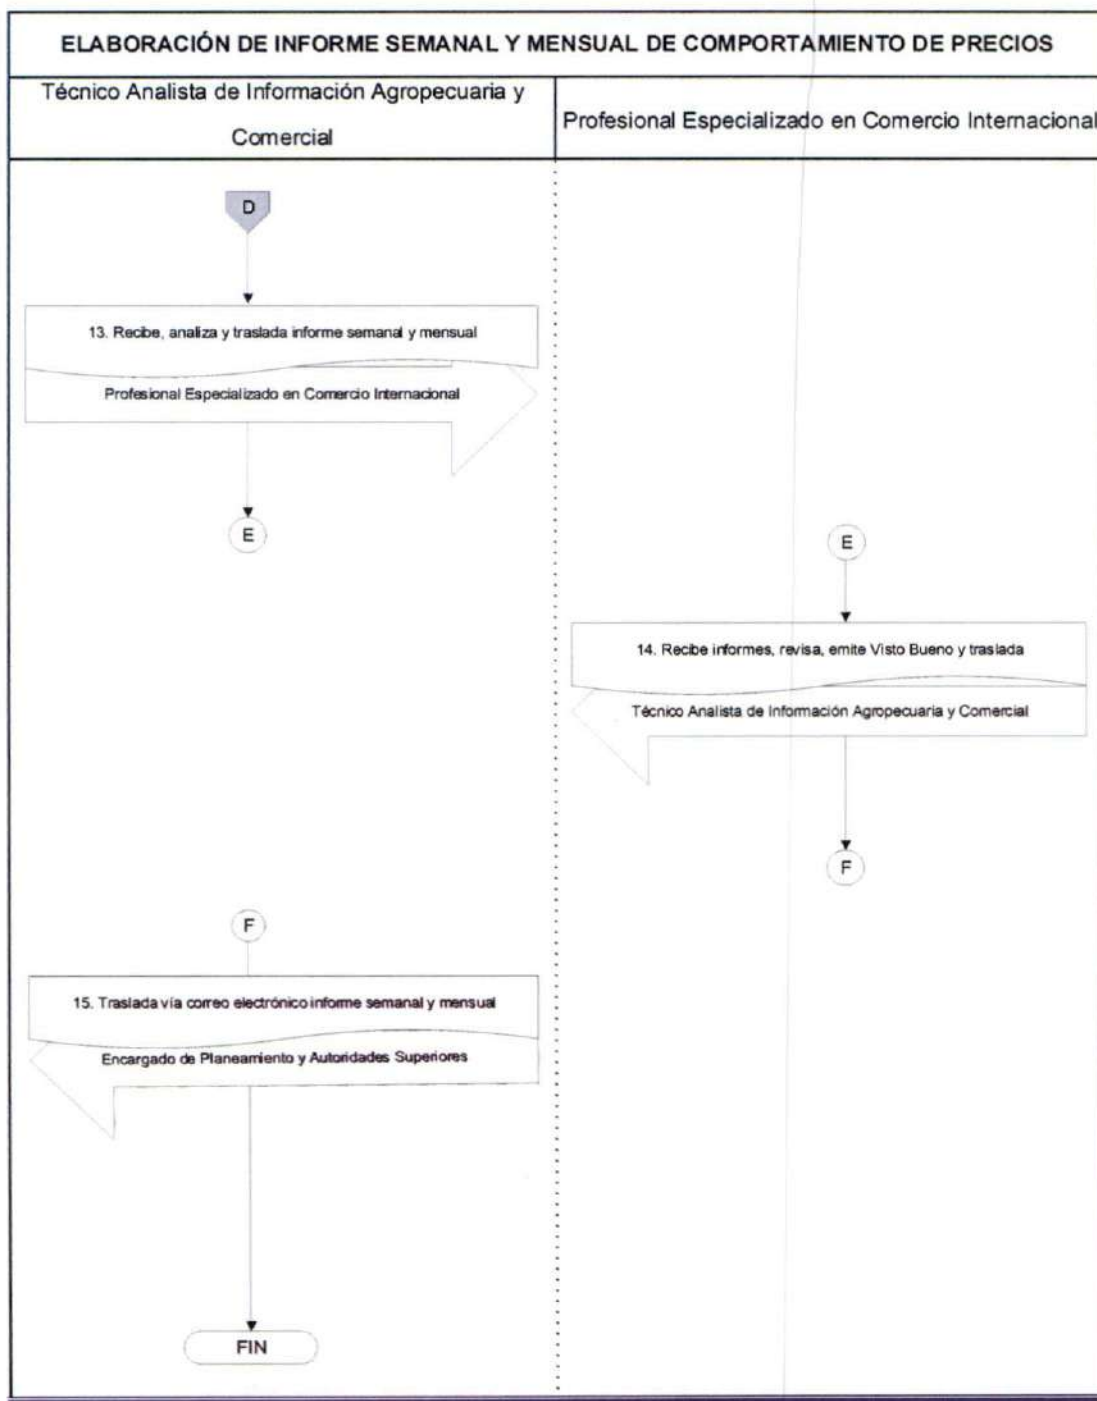 ELABORACIÓN DE INFORME SEMANAL Y MENSUAL DE COMPORTAMIENTO DE PRECIOS
Técnico Analista de Información Agropecuaria y
Comercial
Profesional Especializado en Comercio Internacional
D
13. Recibe, analiza y traslada informe semanal y mensual
Profesional Especializado en Comercio Internacional
E
E
14. Recibe informes, revisa, emite Visto Bueno y traslada
Técnico Analista de Información Agropecuaria y Comercial
F
F
15. Traslada vía correo electrónico informe semanal y mensual
Encargado de Planeamiento y Autoridades Superiores
FIN